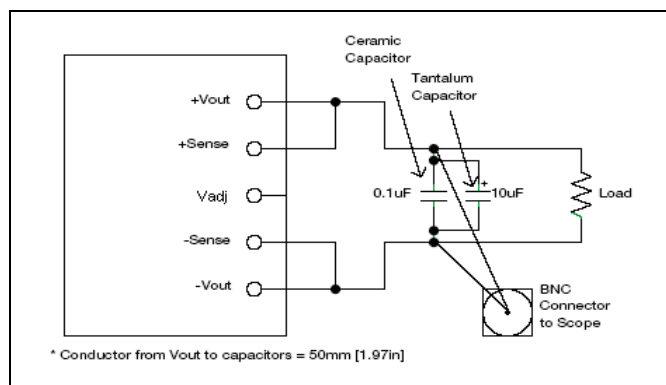 Ceramic
Capacitor
Tantalum
Capacitor
+Vout
+Sense
Vadj
-Sense
-Vout
0.1uF
+
10uF
Load
BNC
Connector
to Scope
* Conductor from Vout to capacitors = 50mm [1.97in]